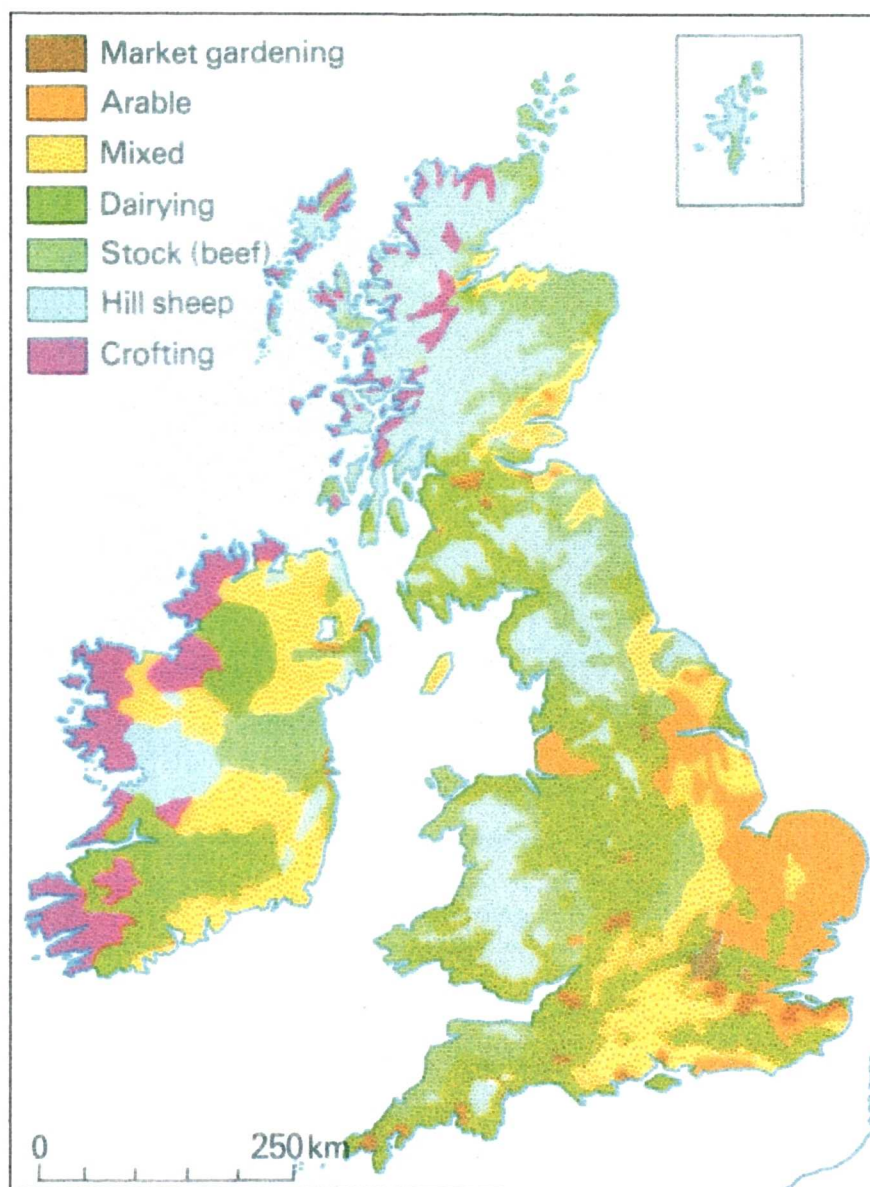 Market gardening
Arable
Mixed
Dairying
Stock (beef)
Hill sheep
Crofting
0 250 km